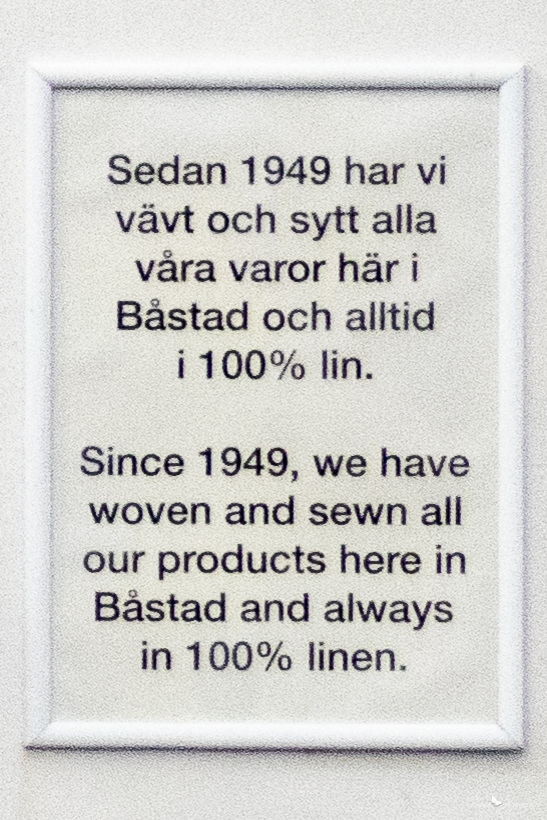 Sedan 1949 har vi
vävt och sytt alla
våra varor här i
Båstad och alltid
i 100% lin.
Since 1949, we have
woven and sewn all
our products here in
Båstad and always
in 100% linen.